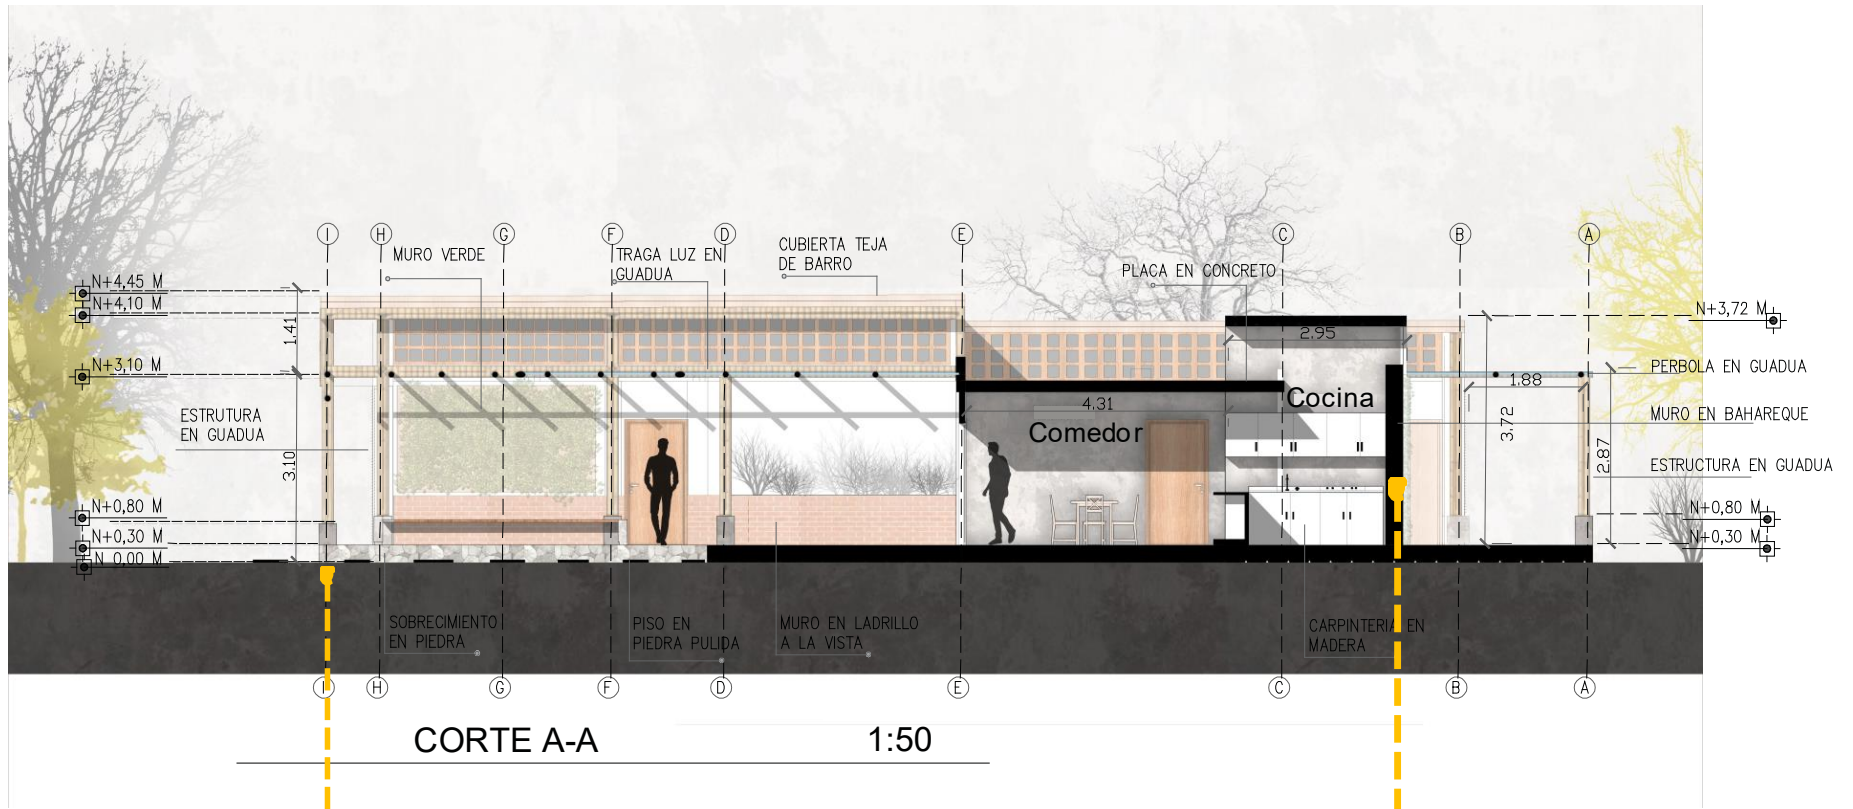 I H G F D E C B A
MURO VERDE
TRAGA LUZ EN
GUADUA
CUBIERTA TEJA
DE BARRO
PLACA EN CONCRETO
N+4,45 M
N+4,10 M
N+3,10 M
N+0,80 M
N+0,30 M
N 0,00 M
1.41
3.10
ESTRUTURA
EN GUADUA
2.95
4.31
Comedor
Cocina
1.88
3.72
2.87
N+3,72 M
PERBOLA EN GUADUA
MURO EN BAHAREQUE
ESTRUCTURA EN GUADUA
N+0,80 M
N+0,30 M
SOBRECIMIENTO
EN PIEDRA
PISO EN
PIEDRA PULIDA
MURO EN LADRILLO
A LA VISTA
CARPINTERIA EN
MADERA
I H G F D E C B A
CORTE A-A 1:50